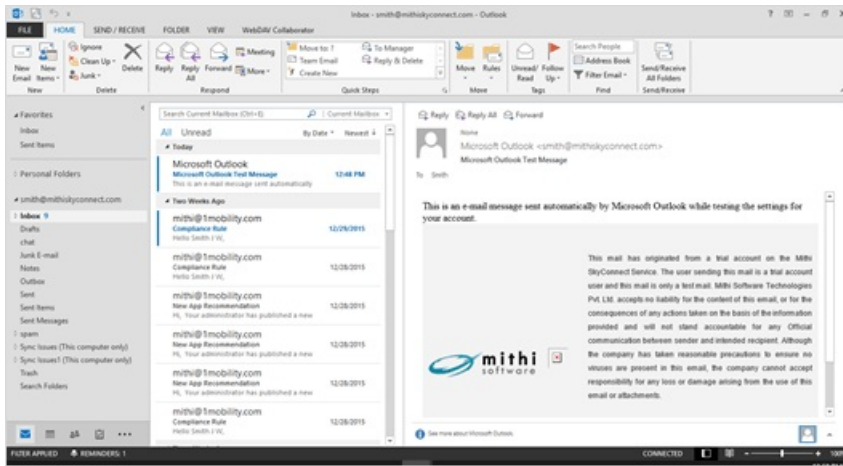 Inbox - smith@mithiskyconnect.com - Outlook
FILE HOME SEND / RECEIVE FOLDER VIEW WebDAV Collaborator
New Email
New Items
Ignore
Clean Up
Junk
Delete
Reply
Reply All
Forward
Meeting
More
Move to: ?
Team Email
Create New
To Manager
Reply & Delete
Move
Rules
Unread/ Read
Follow Up
Search People
Address Book
Filter Email
Send/Receive All Folders
New Delete Respond Quick Steps Move Tags Find Send/Receive
Favorites
Inbox
Sent Items
Personal Folders
smith@mithiskyconnect.com
Inbox 9
Drafts
chat
Junk E-mail
Notes
Outbox
Sent
Sent Items
Sent Messages
spam
Sync Issues (This computer only)
Sync Issues1 (This computer only)
Trash
Search Folders
Search Current Mailbox (Ctrl+E) Current Mailbox
All Unread By Date Newest
Today
Microsoft Outlook
Microsoft Outlook Test Message 12:48 PM
This is an e-mail message sent automatically
Two Weeks Ago
mithi@1mobility.com
Compliance Rule 12/29/2015
Hello Smith J W,
mithi@1mobility.com
Compliance Rule 12/28/2015
Hello Smith J W,
mithi@1mobility.com
New App Recommendation 12/28/2015
Hi, Your administrator has published a new
mithi@1mobility.com
New App Recommendation 12/28/2015
Hi, Your administrator has published a new
mithi@1mobility.com
New App Recommendation 12/28/2015
Hi, Your administrator has published a new
mithi@1mobility.com
Compliance Rule 12/28/2015
Hello Smith J W,
Reply Reply All Forward
None
Microsoft Outlook <smith@mithiskyconnect.com>
Microsoft Outlook Test Message
To Smith
This is an e-mail message sent automatically by Microsoft Outlook while testing the settings for
your account.
This mail has originated from a trial account on the Mithi
SkyConnect Service. The user sending this mail is a trial account
user and this mail is only a test mail. Mithi Software Technologies
Pvt. Ltd. accepts no liability for the content of this email, or for the
consequences of any actions taken on the basis of the information
provided and will not stand accountable for any Official
communication between sender and intended recipient. Although
the company has taken reasonable precautions to ensure no
viruses are present in this email, the company cannot accept
responsibility for any loss or damage arising from the use of this
email or attachments.
mithi
software
See more about Microsoft Outlook.
FILTER APPLIED REMINDERS: 1 CONNECTED 100%